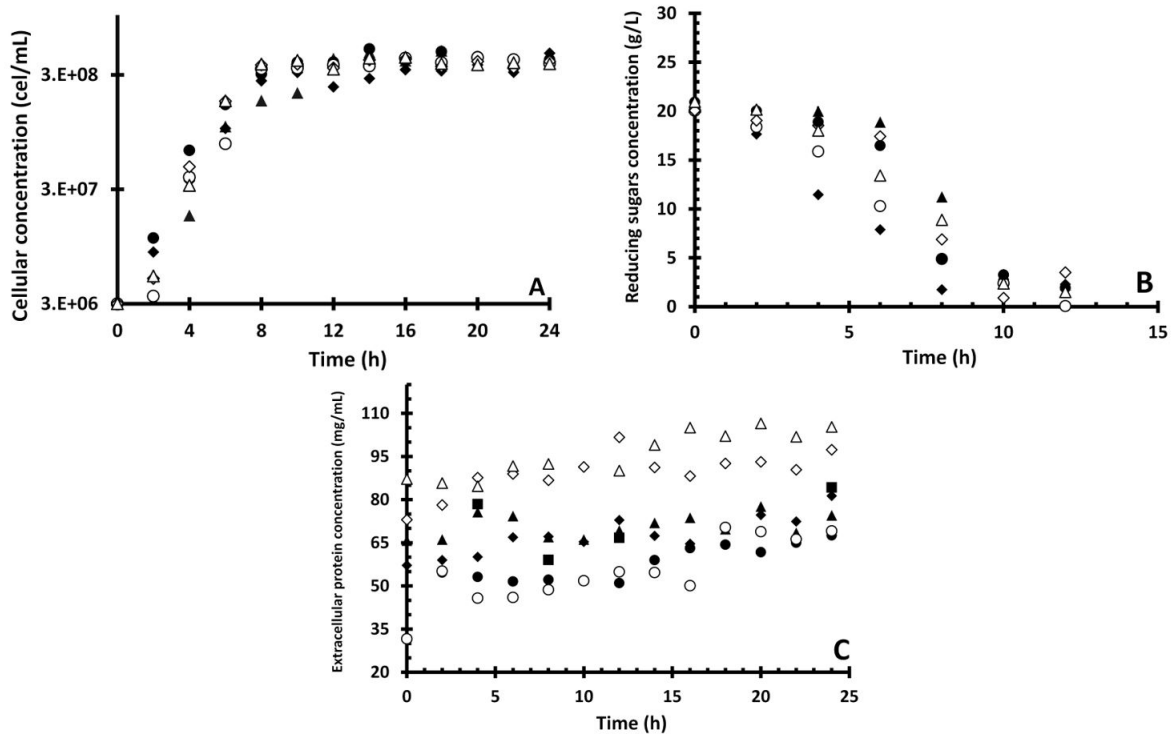 Cellular concentration (cel/mL)
3.E+08
3.E+07
3.E+06
0 4 8 12 16 20 24
Time (h)
A
Reducing sugars concentration (g/L)
30
25
20
15
10
5
0
0 5 10 15
Time (h)
B
Extracellular protein concentration (mg/mL)
110
95
80
65
50
35
20
0 5 10 15 20 25
Time (h)
C